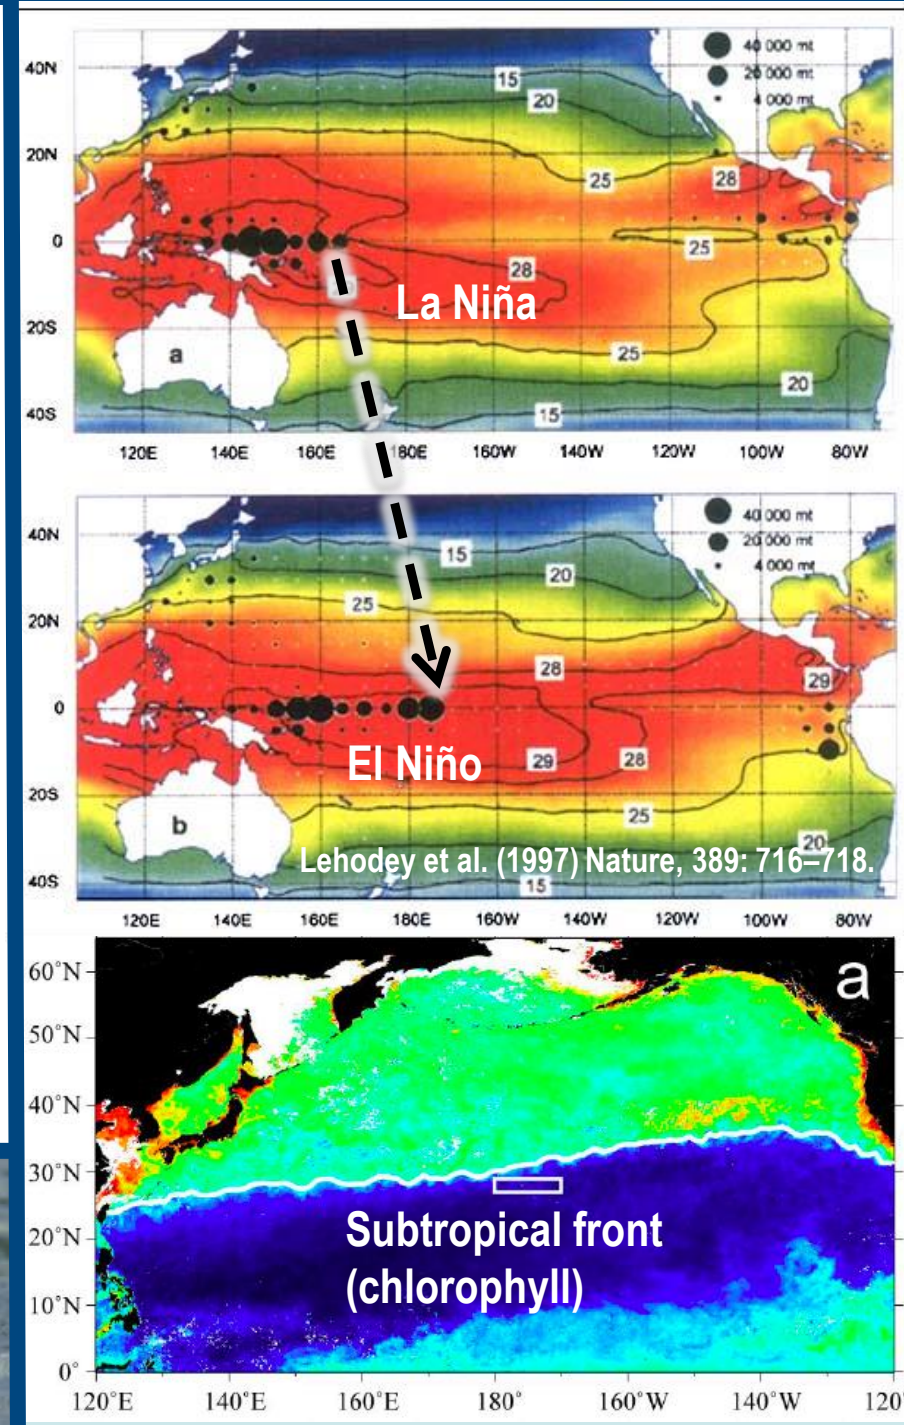 40N
20N
0
20S
40S
120E 140E 160E 180E 160W 140W 120W 100W 80W
40 000 mt
20 000 mt
4 000 mt
15
20
25
28
25
28
25
20
15
La Niña
a
40N
20N
0
20S
40S
120E 140E 160E 180E 160W 140W 120W 100W 80W
40 000 mt
20 000 mt
4 000 mt
15
20
25
28
29
29
28
25
20
15
El Niño
b
Lehodey et al. (1997) Nature, 389: 716–718.
a
60°N
50°N
40°N
30°N
20°N
10°N
0°
Subtropical front
(chlorophyll)
120°E 140°E 160°E 180° 160°W 140°W 120°